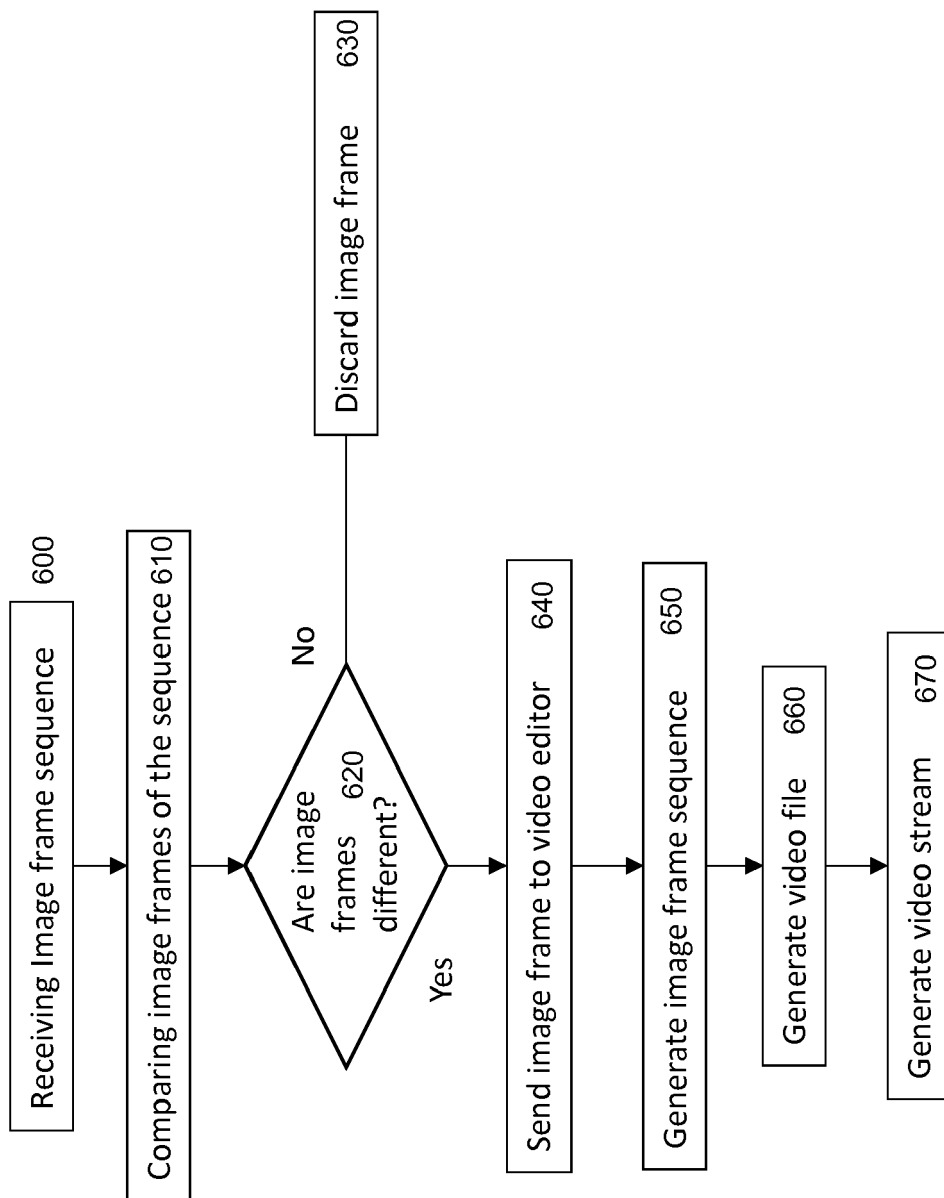 Receiving Image frame sequence 600
Comparing image frames of the sequence 610
Are image
frames 620
different?
No
Discard image frame 630
Yes
Send image frame to video editor 640
Generate image frame sequence 650
Generate video file 660
Generate video stream 670